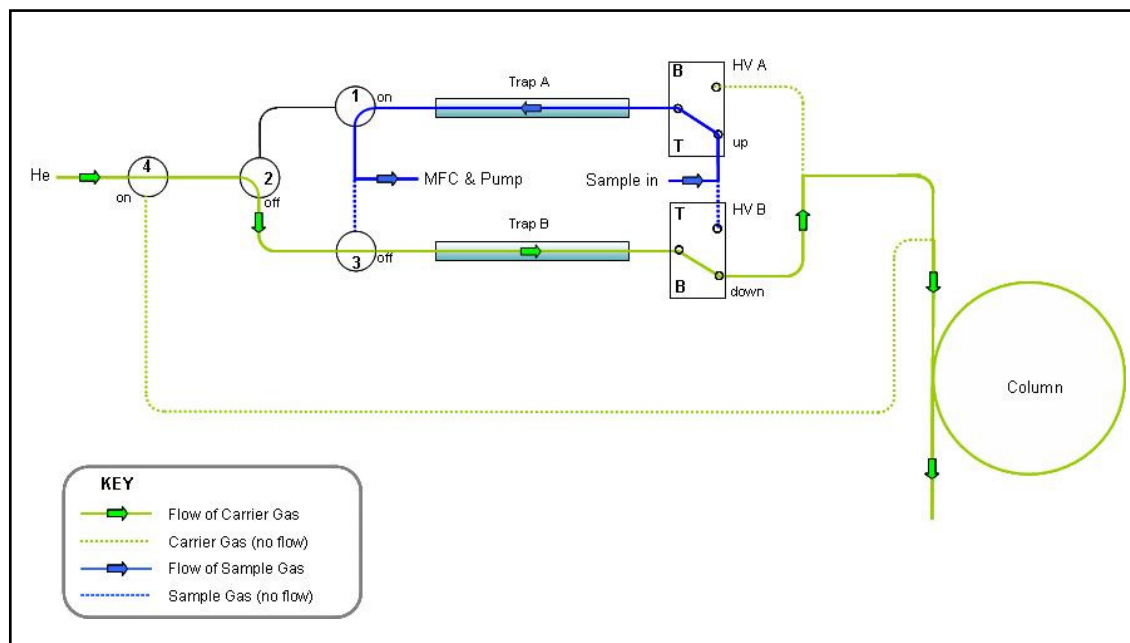 B
HV A
Trap A
1
on
T
up
He
4
on
2
off
MFC & Pump
Sample in
T
HV B
Trap B
3
off
B
down
Column
KEY
Flow of Carrier Gas
Carrier Gas (no flow)
Flow of Sample Gas
Sample Gas (no flow)